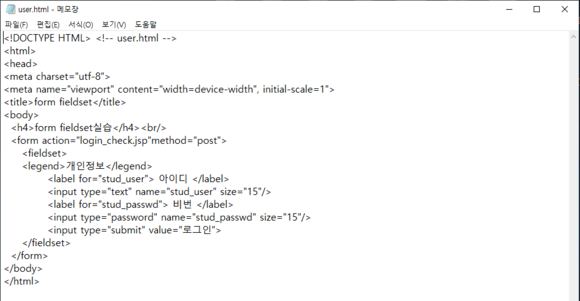 user.html - 메모장
파일(F) 편집(E) 서식(O) 보기(V) 도움말
<!DOCTYPE HTML> <!-- user.html -->
<html>
<head>
<meta charset="utf-8">
<meta name="viewport" content="width=device-width", initial-scale=1">
<title>form fieldset</title>
<body>
<h4>form fieldset실습</h4><br/>
<form action="login_check.jsp"method="post">
<fieldset>
<legend>개인정보</legend>
<label for="stud_user"> 아이디 </label>
<input type="text" name="stud_user" size="15"/>
<label for="stud_passwd"> 비번 </label>
<input type="password" name="stud_passwd" size="15"/>
<input type="submit" value="로그인">
</fieldset>
</form>
</body>
</html>